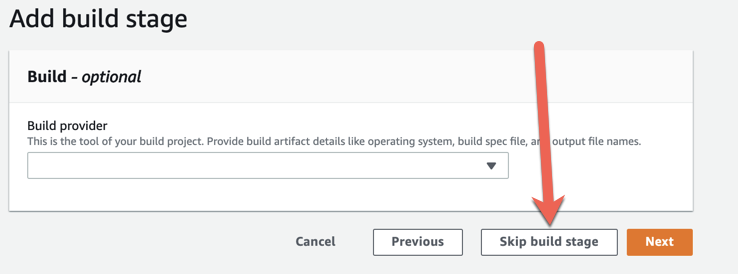 Add build stage
Build - optional
Build provider
This is the tool of your build project. Provide build artifact details like operating system, build spec file, and output file names.
Cancel
Previous
Skip build stage
Next